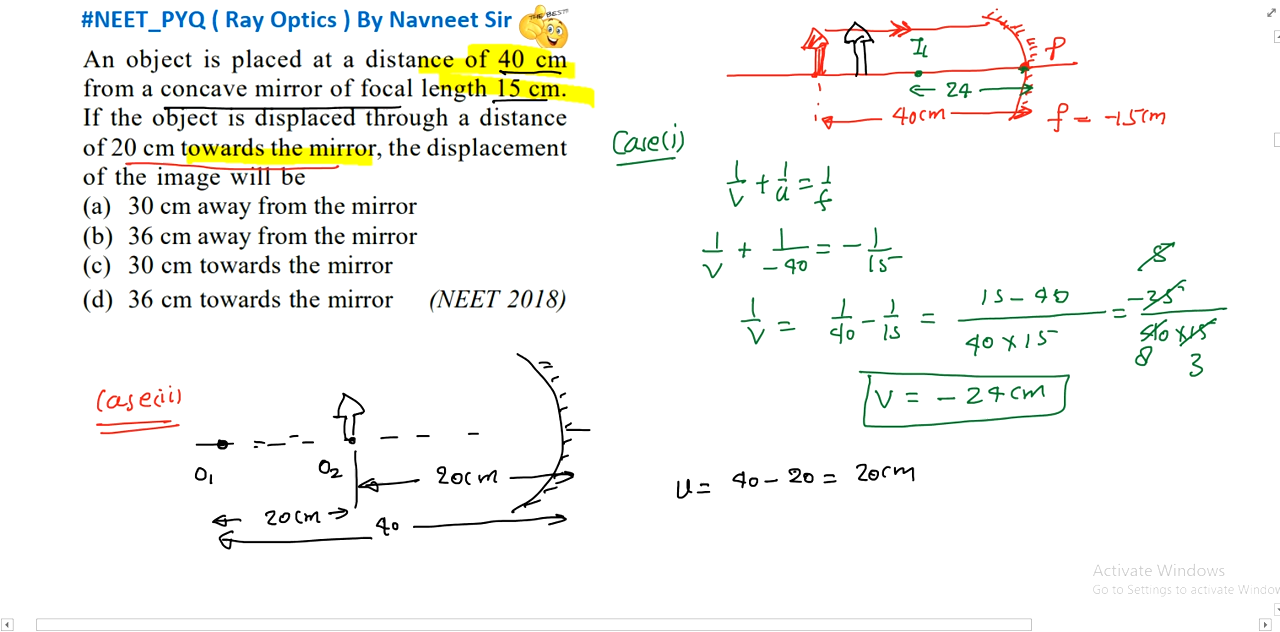 #NEET_PYQ ( Ray Optics ) By Navneet Sir
THE BEST!
An object is placed at a distance of 40 cm
from a concave mirror of focal length 15 cm.
If the object is displaced through a distance
of 20 cm towards the mirror, the displacement
of the image will be
(a) 30 cm away from the mirror
(b) 36 cm away from the mirror
(c) 30 cm towards the mirror
(d) 36 cm towards the mirror (NEET 2018)
I1
P
24
40cm
f = -15cm
Case(i)
1/v + 1/u = 1/f
1/v + 1/-40 = - 1/15
1/v = 1/40 - 1/15 = 15-40 / 40×15 = -25 / 40×15
8 3
V = - 24cm
Case(ii)
O1
O2
20cm
20cm
40
u = 40 - 20 = 20cm
Activate Windows
Go to Settings to activate Window